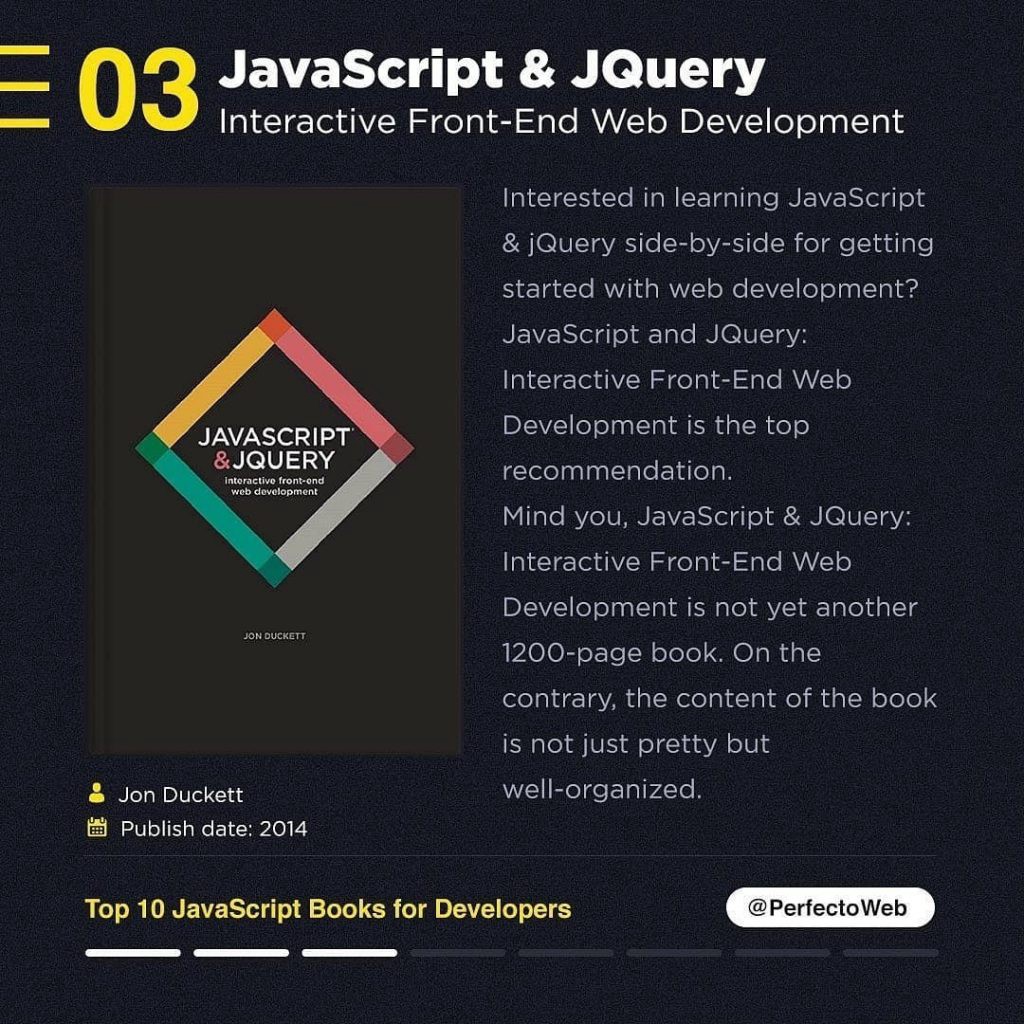 03
JavaScript & JQuery
Interactive Front-End Web Development
JAVASCRIPT
&JQUERY
interactive front-end
web development
JON DUCKETT
Jon Duckett
Publish date: 2014
Interested in learning JavaScript
& jQuery side-by-side for getting
started with web development?
JavaScript and JQuery:
Interactive Front-End Web
Development is the top
recommendation.
Mind you, JavaScript & JQuery:
Interactive Front-End Web
Development is not yet another
1200-page book. On the
contrary, the content of the book
is not just pretty but
well-organized.
Top 10 JavaScript Books for Developers
@PerfectoWeb